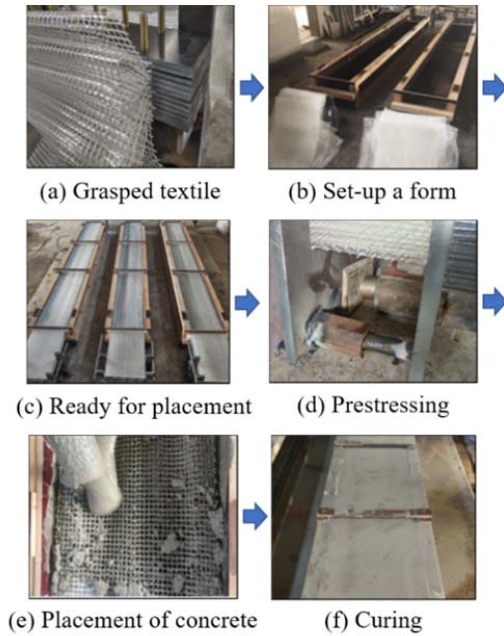 (a) Grasped textile
(b) Set-up a form
(c) Ready for placement
(d) Prestressing
(e) Placement of concrete
(f) Curing